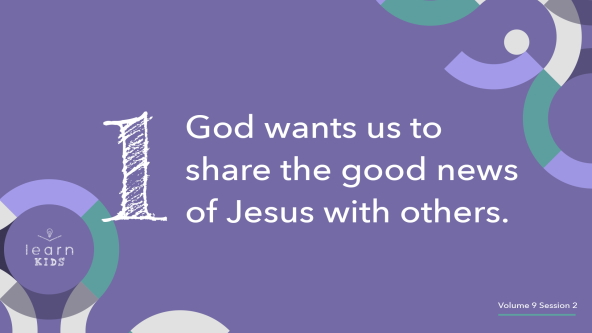 1
God wants us to
share the good news
of Jesus with others.
learn
KIDS
Volume 9 Session 2